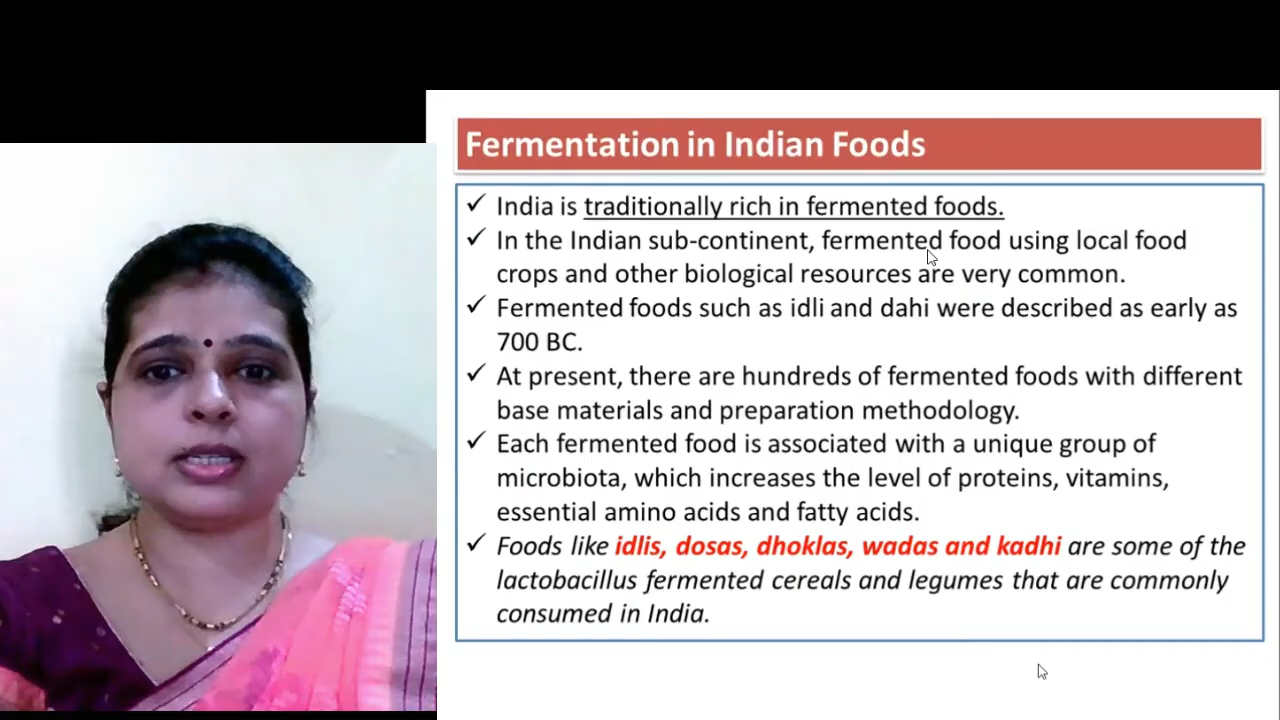 Fermentation in Indian Foods
✓ India is traditionally rich in fermented foods.
✓ In the Indian sub-continent, fermented food using local food
crops and other biological resources are very common.
✓ Fermented foods such as idli and dahi were described as early as
700 BC.
✓ At present, there are hundreds of fermented foods with different
base materials and preparation methodology.
✓ Each fermented food is associated with a unique group of
microbiota, which increases the level of proteins, vitamins,
essential amino acids and fatty acids.
✓ Foods like idlis, dosas, dhoklas, wadas and kadhi are some of the
lactobacillus fermented cereals and legumes that are commonly
consumed in India.